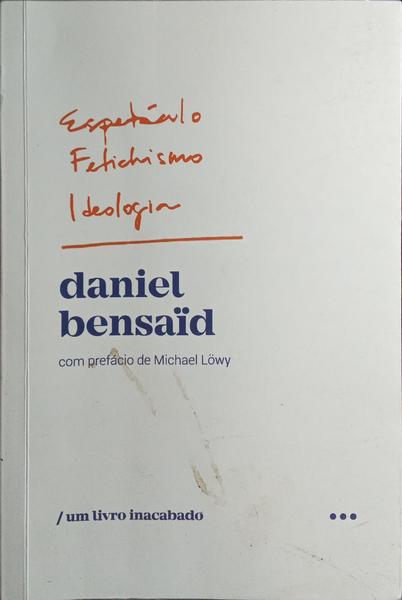 Espetáculo
Fetichismo
Ideologia
daniel
bensaïd
com prefácio de Michael Löwy
/ um livro inacabado